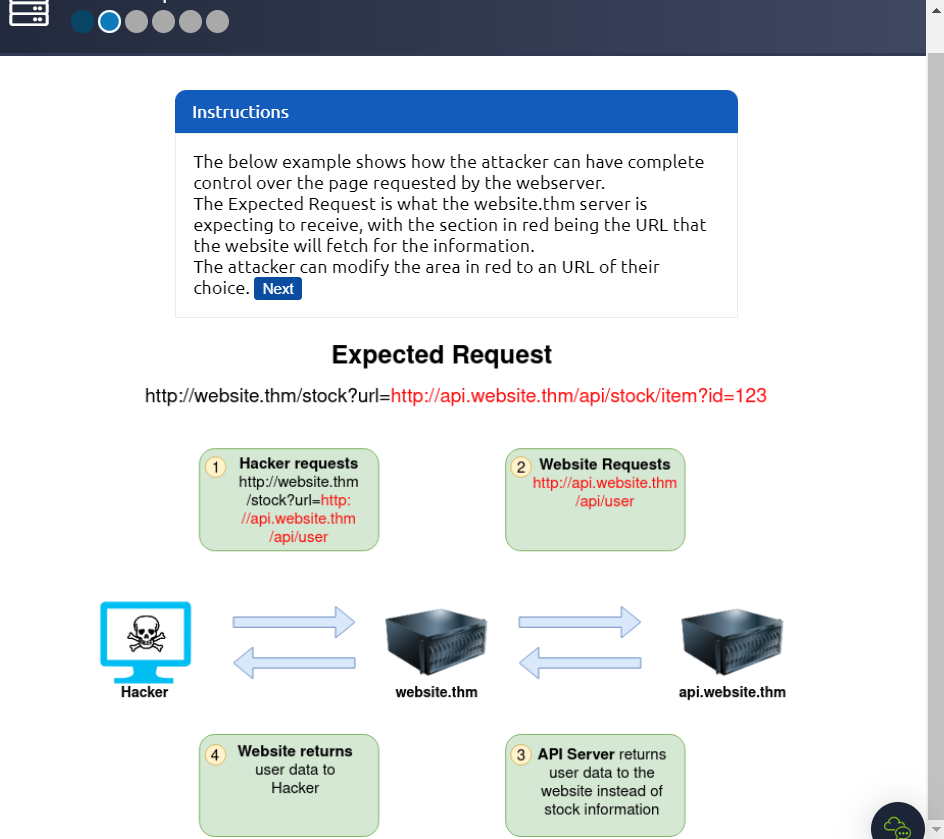 Instructions
The below example shows how the attacker can have complete
control over the page requested by the webserver.
The Expected Request is what the website.thm server is
expecting to receive, with the section in red being the URL that
the website will fetch for the information.
The attacker can modify the area in red to an URL of their
choice. Next
Expected Request
http://website.thm/stock?url=http://api.website.thm/api/stock/item?id=123
1 Hacker requests
http://website.thm
/stock?url=http:
//api.website.thm
/api/user
2 Website Requests
http://api.website.thm
/api/user
Hacker
website.thm
api.website.thm
4 Website returns
user data to
Hacker
3 API Server returns
user data to the
website instead of
stock information